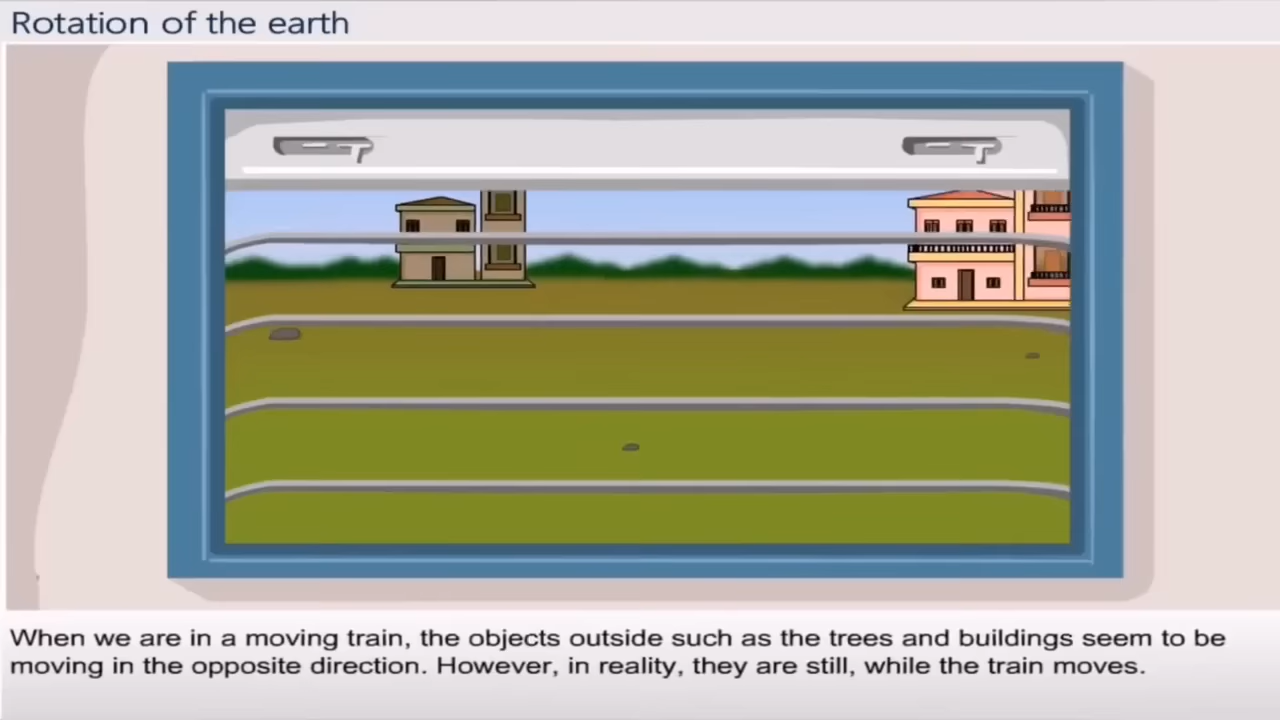 Rotation of the earth
When we are in a moving train, the objects outside such as the trees and buildings seem to be
moving in the opposite direction. However, in reality, they are still, while the train moves.